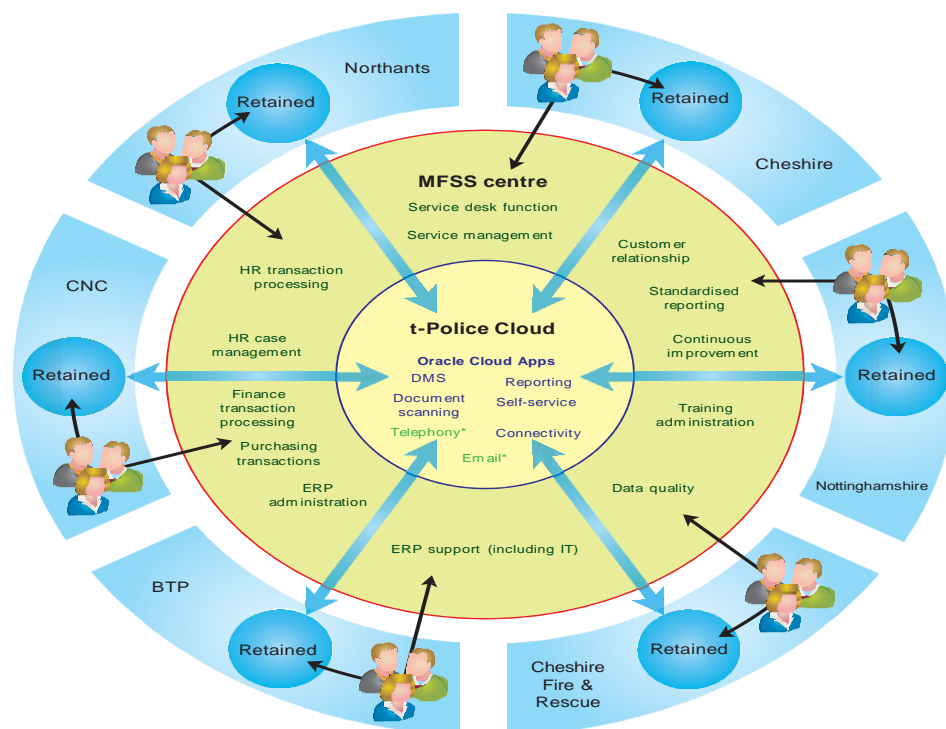 Northants
Retained
Retained
Cheshire
MFSS centre
Service desk function
Service management
Customer
relationship
HR transaction
processing
Standardised
reporting
CNC
HR case
management
Continuous
improvement
t-Police Cloud
Oracle Cloud Apps
DMS
Reporting
Document
scanning
Self-service
Telephony*
Connectivity
Email*
Retained
Retained
Finance
transaction
processing
Purchasing
transactions
Training
administration
ERP
administration
Data quality
Nottinghamshire
ERP support (including IT)
BTP
Retained
Retained
Cheshire
Fire &
Rescue